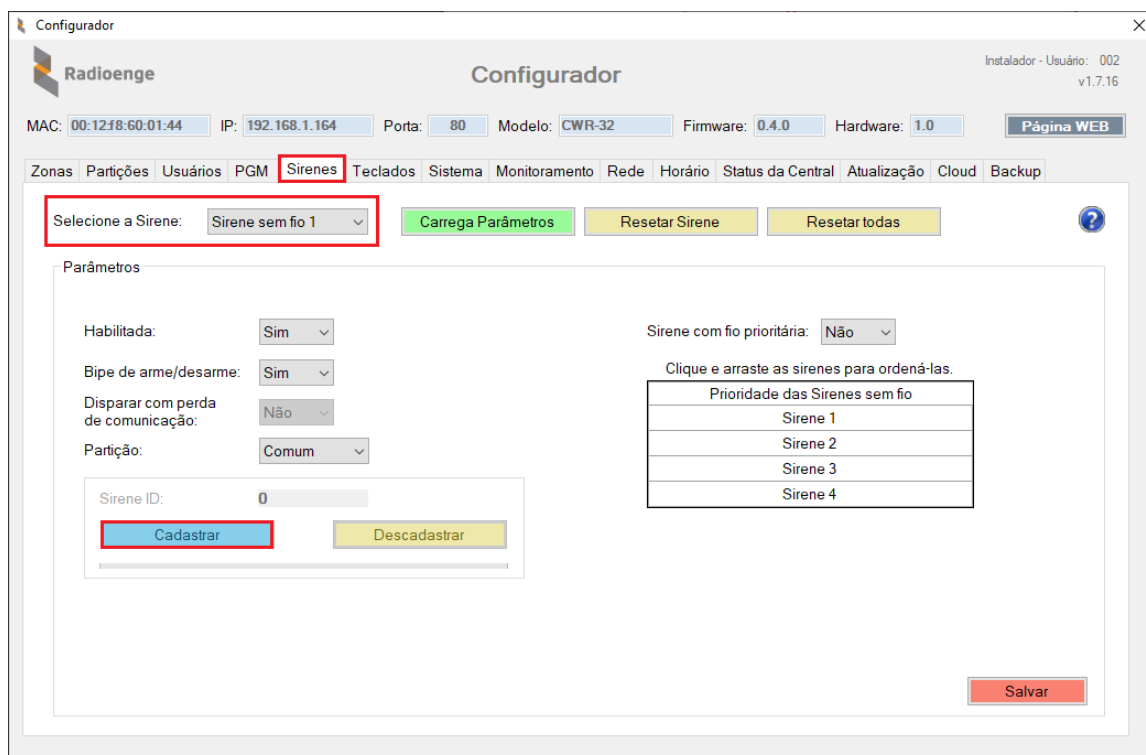 Configurador
Radioenge
Configurador
Instalador - Usuário: 002
v1.7.16
MAC: 00:12:f8:60:01:44 IP: 192.168.1.164 Porta: 80 Modelo: CWR-32 Firmware: 0.4.0 Hardware: 1.0 Página WEB
Zonas Partições Usuários PGM Sirenes Teclados Sistema Monitoramento Rede Horário Status da Central Atualização Cloud Backup
Selecione a Sirene: Sirene sem fio 1 Carrega Parâmetros Resetar Sirene Resetar todas ?
Parâmetros
Habilitada: Sim
Bipe de arme/desarme: Sim
Disparar com perda
de comunicação: Não
Partição: Comum
Sirene ID: 0
Cadastrar Descadastrar
Sirene com fio prioritária: Não
Clique e arraste as sirenes para ordená-las.
Prioridade das Sirenes sem fio
Sirene 1
Sirene 2
Sirene 3
Sirene 4
Salvar